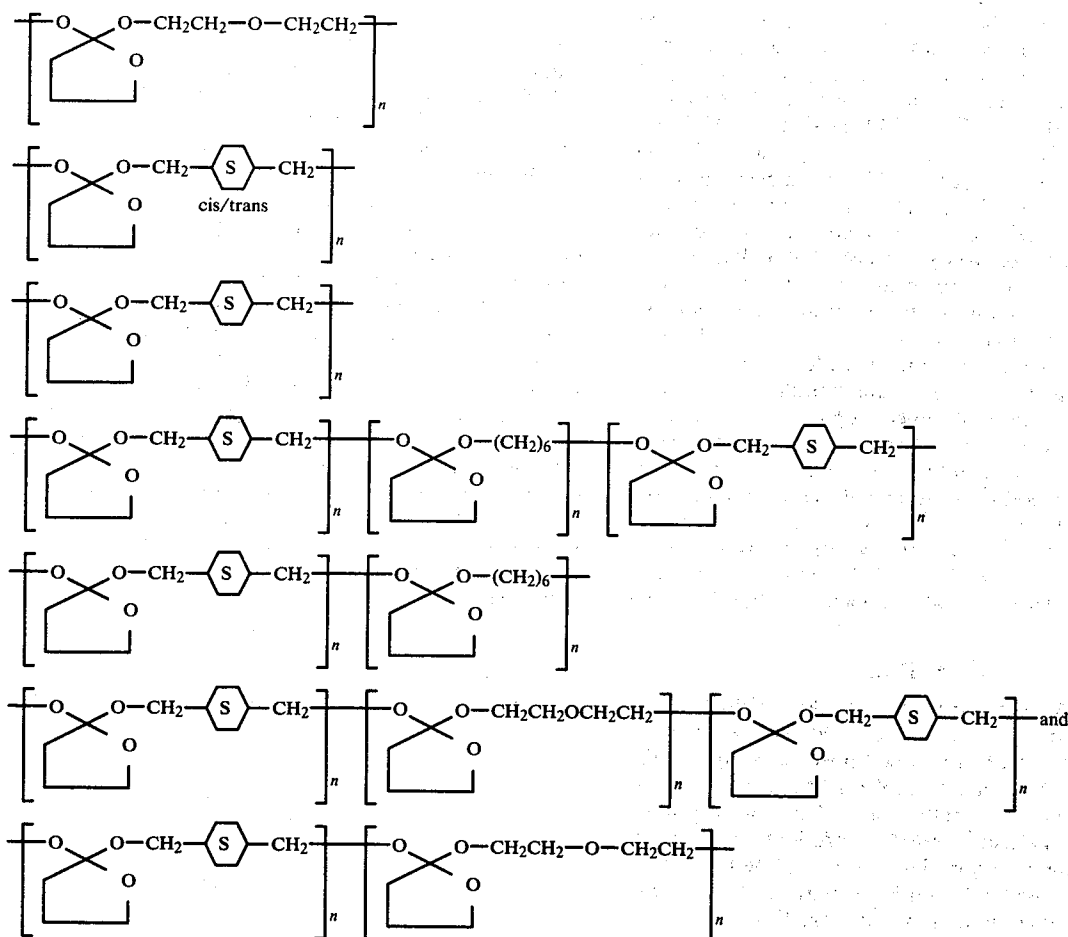 O O—CH2CH2—O—CH2CH2
O
n
O O—CH2 S CH2
cis/trans
O
n
O O—CH2 S CH2
O
n
O O—CH2 S CH2 O O—(CH2)6 O O—CH2 S CH2
O O O
n n n
O O—CH2 S CH2 O O—(CH2)6
O O
n n
O O—CH2 S CH2 O O—CH2CH2OCH2CH2 O O—CH2 S CH2 and
O O O
n n n
O O—CH2 S CH2 O O—CH2CH2—O—CH2CH2
O O
n n